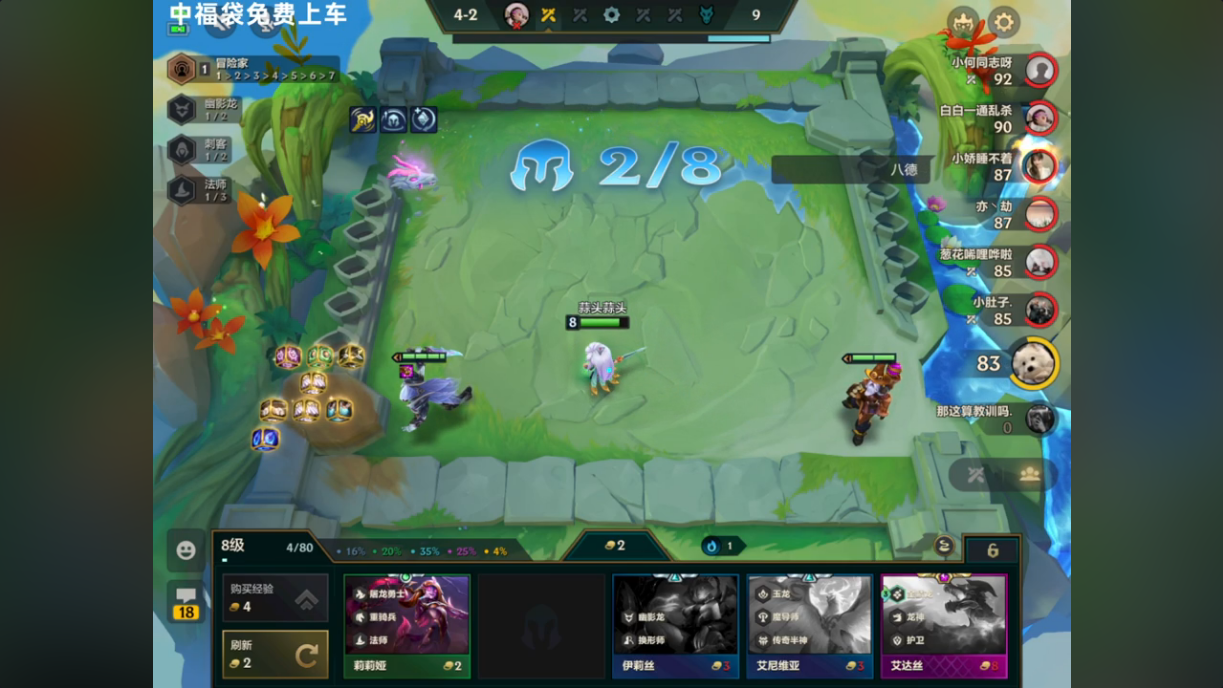 中福袋免费上车
4-2
9
1 冒险家
1>2>3>4>5>6>7
幽影龙
1/2
刺客
1/2
法师
1/3
2/8
八德
小何同志呀
92
白白一通乱杀
90
小娇睡不着
87
亦丶劫
87
葱花唏哩哗啦
85
小肚子.
85
83
那这算教训吗.
0
蒜头蒜头
8
8级
4/80
16% 20% 35% 25% 4%
2
1
6
购买经验
4
刷新
2
18
屠龙勇士
重骑兵
法师
莉莉娅
2
幽影龙
换形师
伊莉丝
3
玉龙
魔导师
传奇半神
艾尼维亚
3
龙神
护卫
艾达丝
8